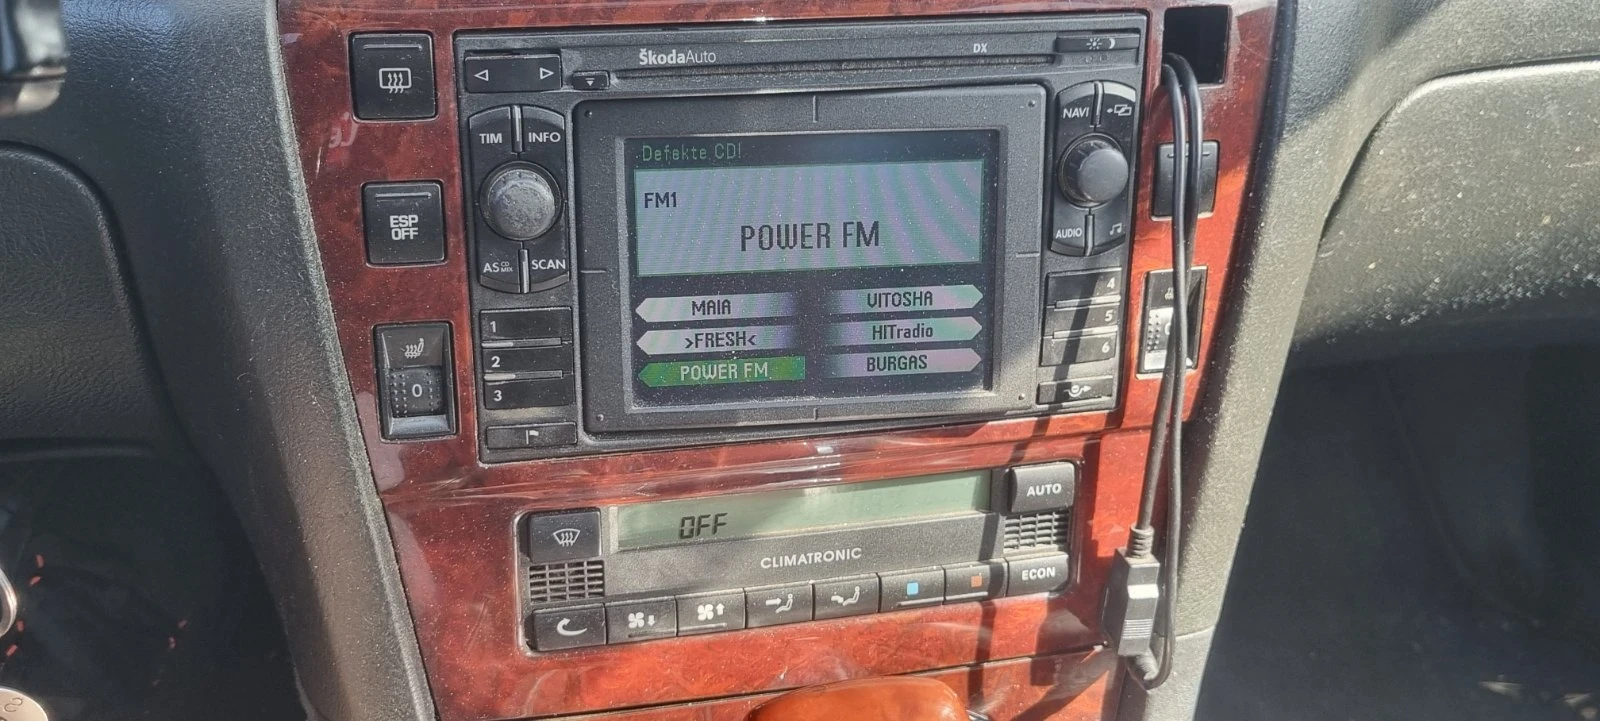 ŠkodaAuto
DX
TIM INFO
NAVI
Defekte CD!
FM1
POWER FM
ESP
OFF
AS CD MIX SCAN
AUDIO
MAIA VITOSHA
>FRESH< HITradio
POWER FM BURGAS
1
2
3
4
5
6
0
OFF
AUTO
CLIMATRONIC
ECON